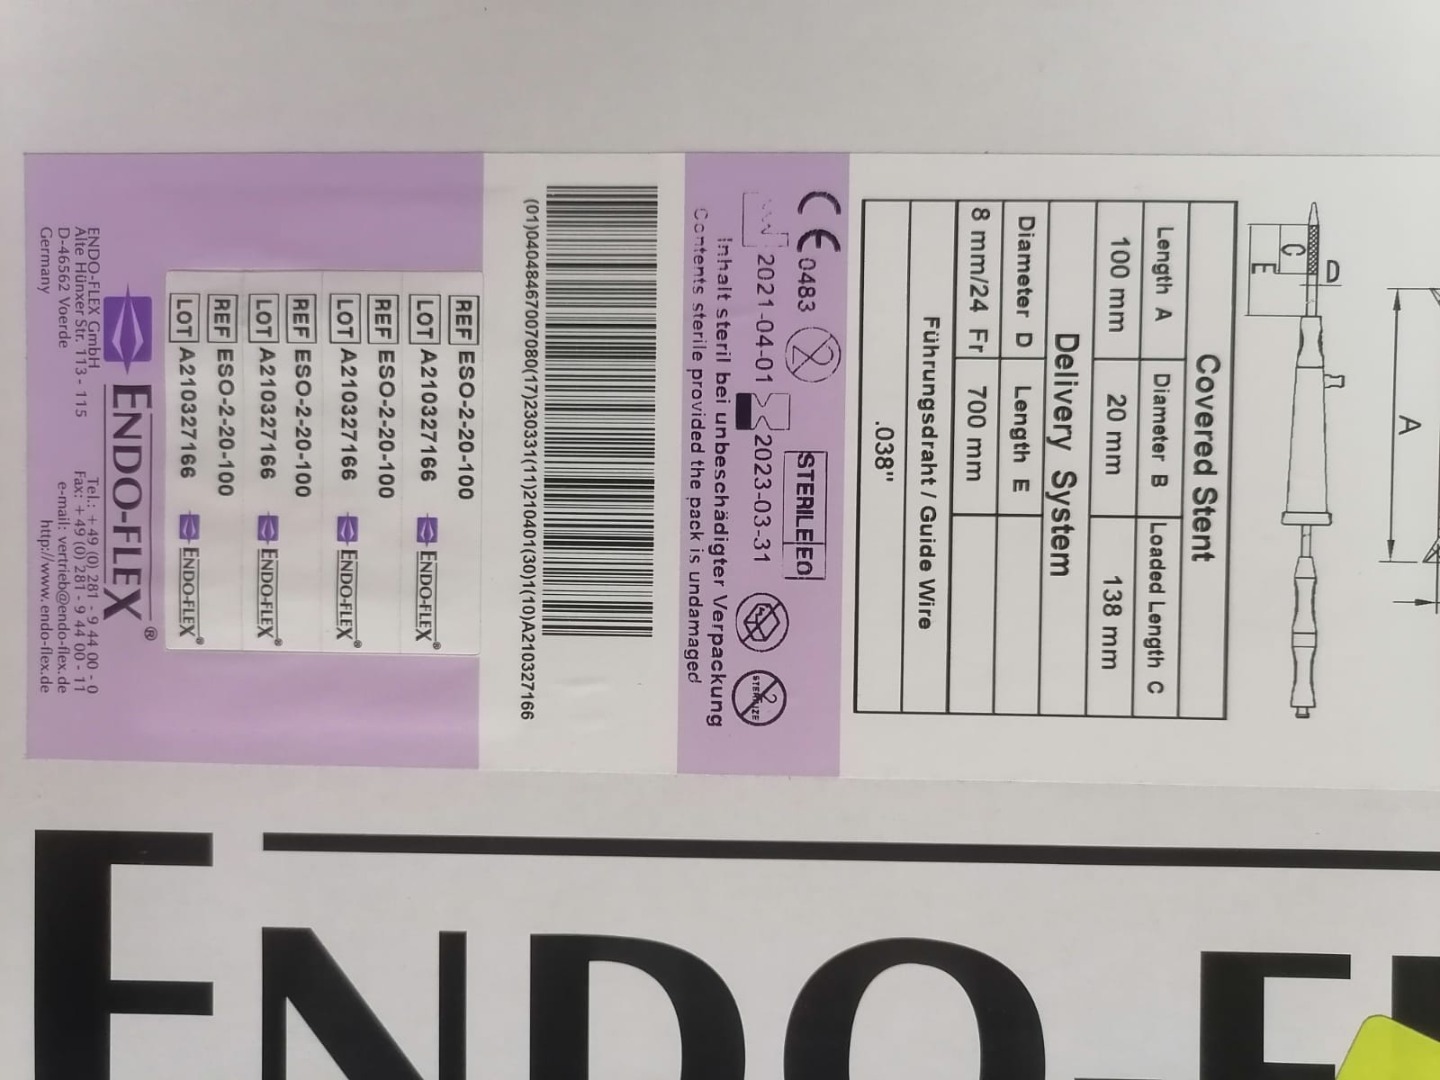 A
D
C
E
Covered Stent
Length A Diameter B Loaded Length C
100 mm 20 mm 138 mm
Delivery System
Diameter D Length E
8 mm/24 Fr 700 mm
Führungsdraht / Guide Wire
.038"
CE 0483 2 STERILE EO
2021-04-01 2023-03-31
2 STERILIZE
Inhalt steril bei unbeschädigter Verpackung
Contents sterile provided the pack is undamaged
(01)04048467007080(17)230331(11)210401(30)1(10)A210327166
REF ESO-2-20-100
LOT A210327166 ENDO-FLEX®
REF ESO-2-20-100
LOT A210327166 ENDO-FLEX®
REF ESO-2-20-100
LOT A210327166 ENDO-FLEX®
REF ESO-2-20-100
LOT A210327166 ENDO-FLEX®
ENDO-FLEX®
ENDO-FLEX GmbH Tel.: +49 (0) 281 - 9 44 00 - 0
Alte Hünxer Str. 113 - 115 Fax: +49 (0) 281 - 9 44 00 - 11
D-46562 Voerde e-mail: vertrieb@endo-flex.de
Germany http://www.endo-flex.de
ENDO-F